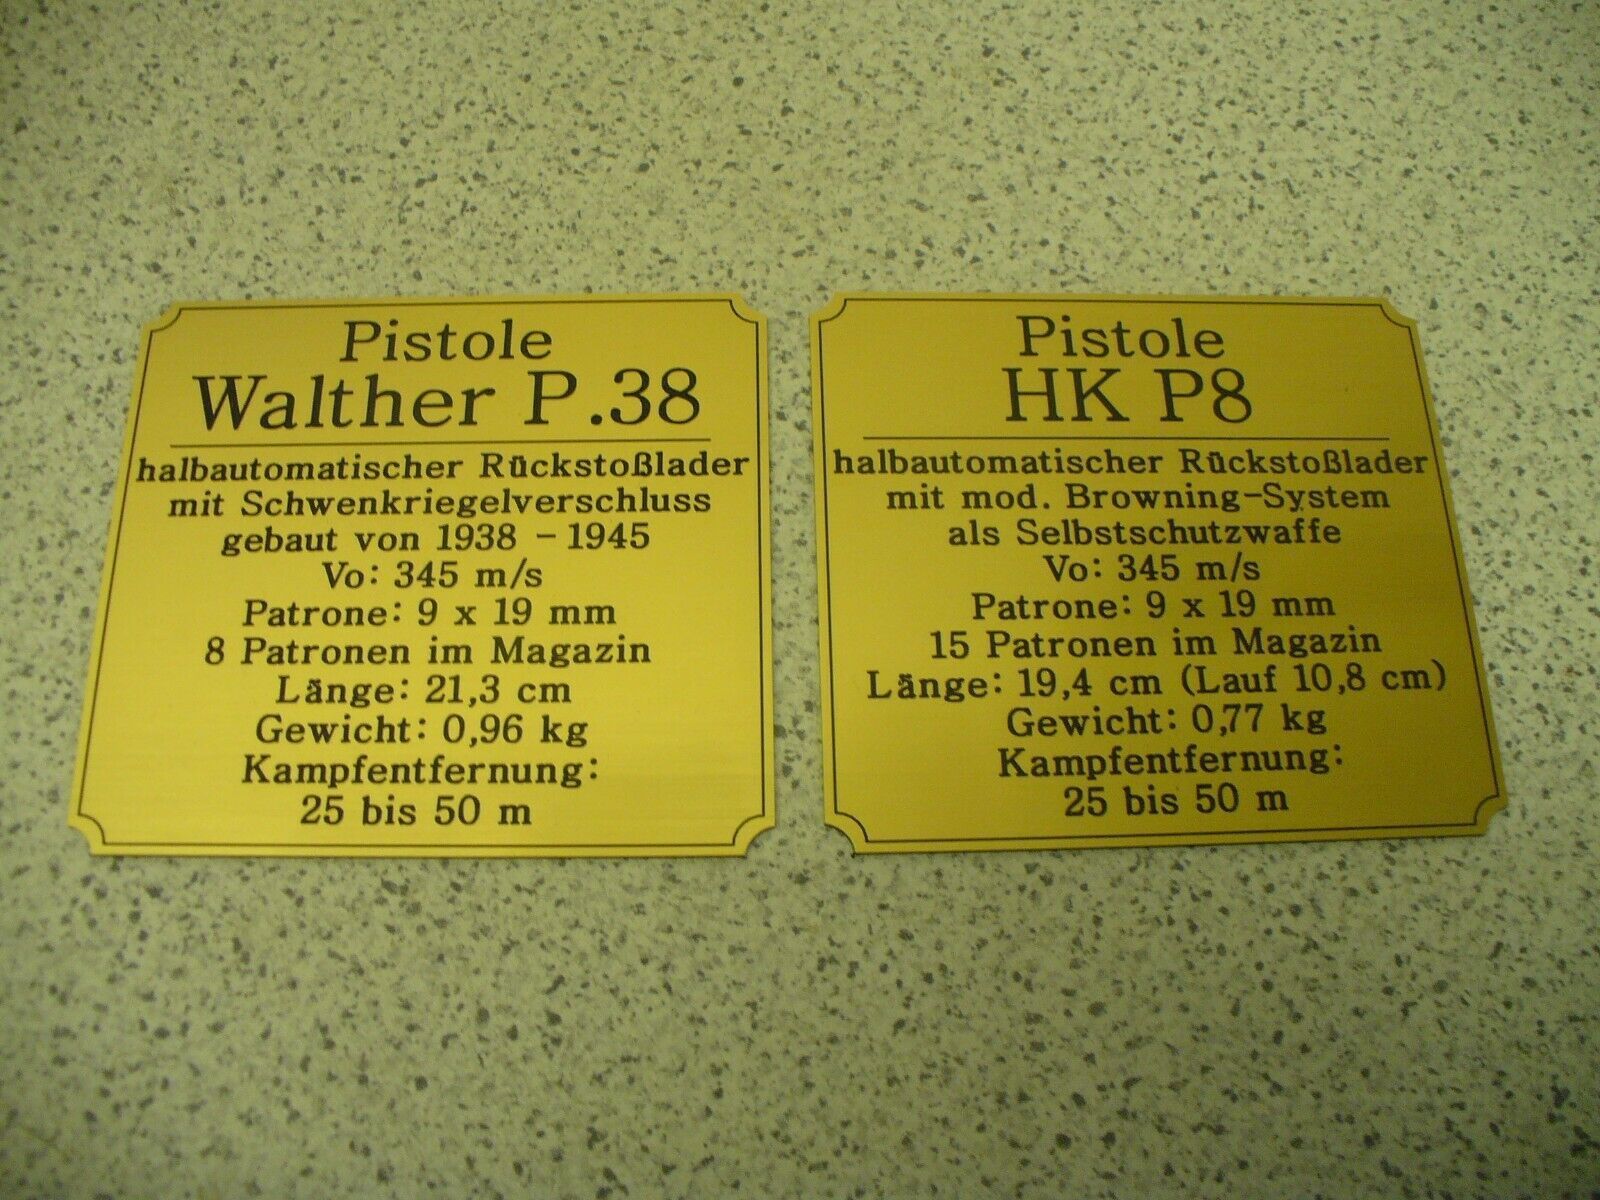 Pistole
Walther P.38
halbautomatischer Rückstoßlader
mit Schwenkriegelverschluss
gebaut von 1938 - 1945
Vo: 345 m/s
Patrone: 9 x 19 mm
8 Patronen im Magazin
Länge: 21,3 cm
Gewicht: 0,96 kg
Kampfentfernung:
25 bis 50 m
Pistole
HK P8
halbautomatischer Rückstoßlader
mit mod. Browning-System
als Selbstschutzwaffe
Vo: 345 m/s
Patrone: 9 x 19 mm
15 Patronen im Magazin
Länge: 19,4 cm (Lauf 10,8 cm)
Gewicht: 0,77 kg
Kampfentfernung:
25 bis 50 m